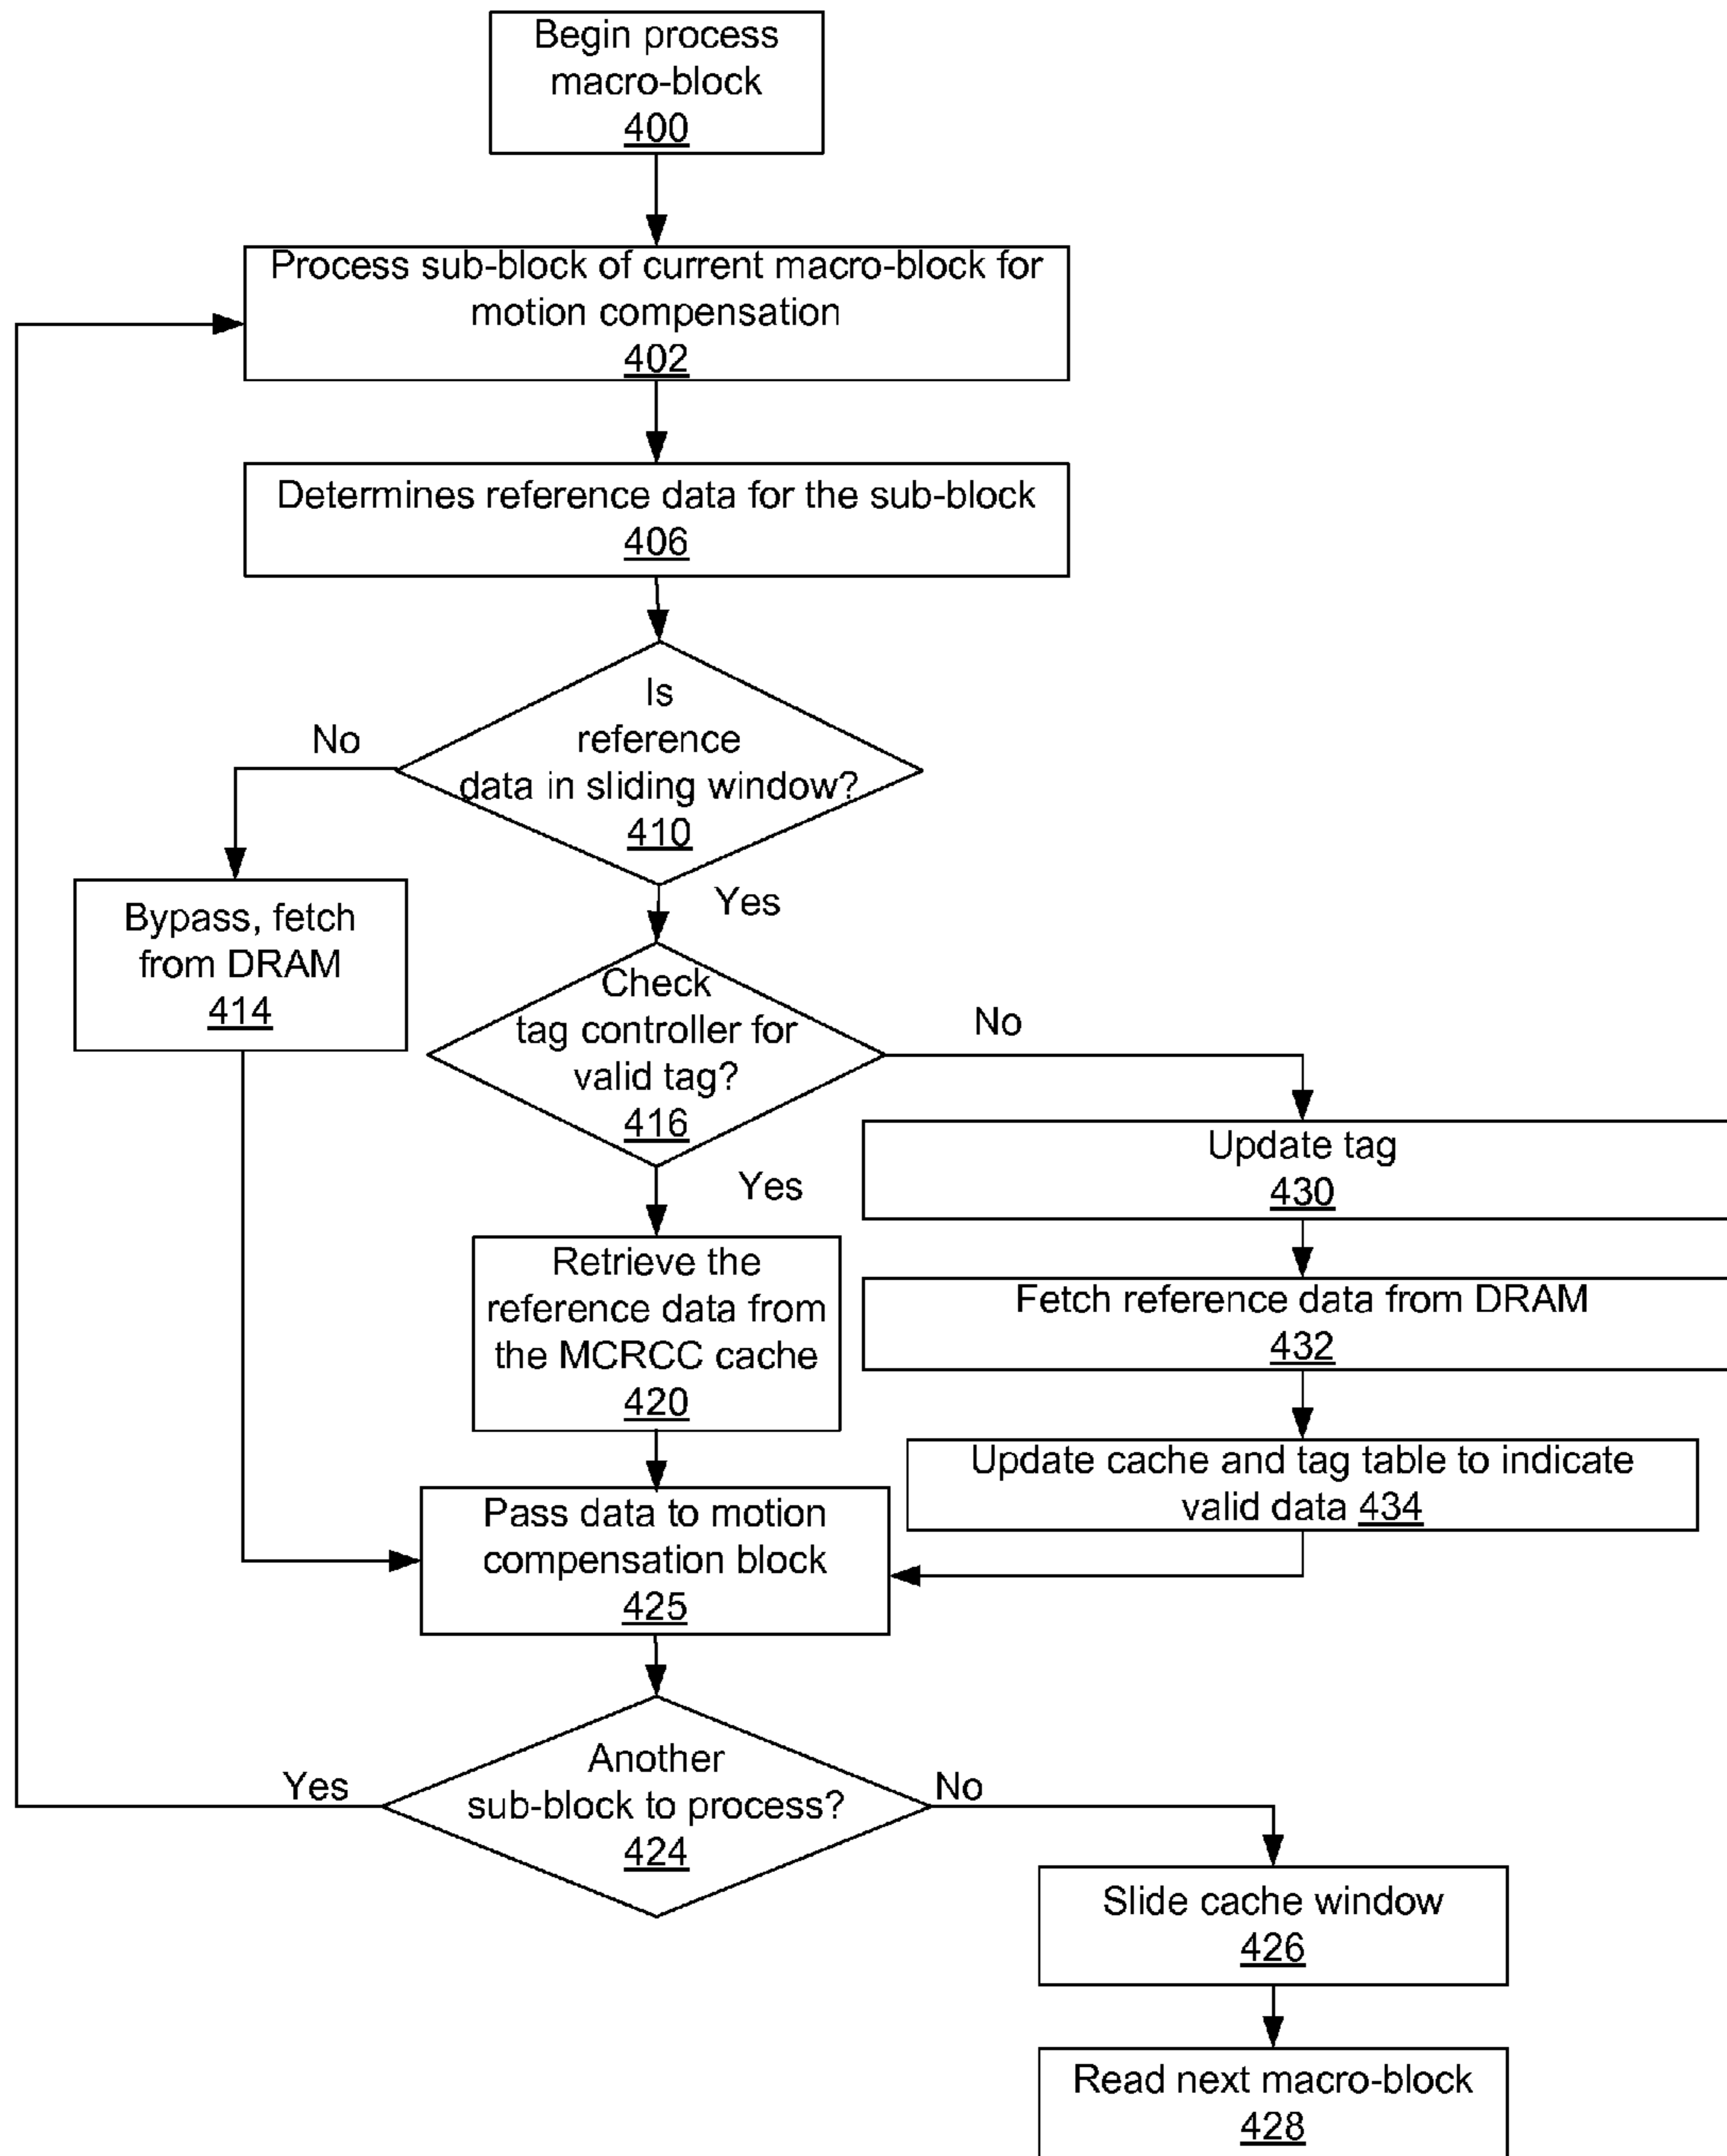 Begin process
macro-block
400
Process sub-block of current macro-block for
motion compensation
402
Determines reference data for the sub-block
406
Is
reference
data in sliding window?
410
No
Yes
Bypass, fetch
from DRAM
414
Check
tag controller for
valid tag?
416
No
Yes
Update tag
430
Retrieve the
reference data from
the MCRCC cache
420
Fetch reference data from DRAM
432
Update cache and tag table to indicate
valid data 434
Pass data to motion
compensation block
425
Another
sub-block to process?
424
Yes
No
Slide cache window
426
Read next macro-block
428